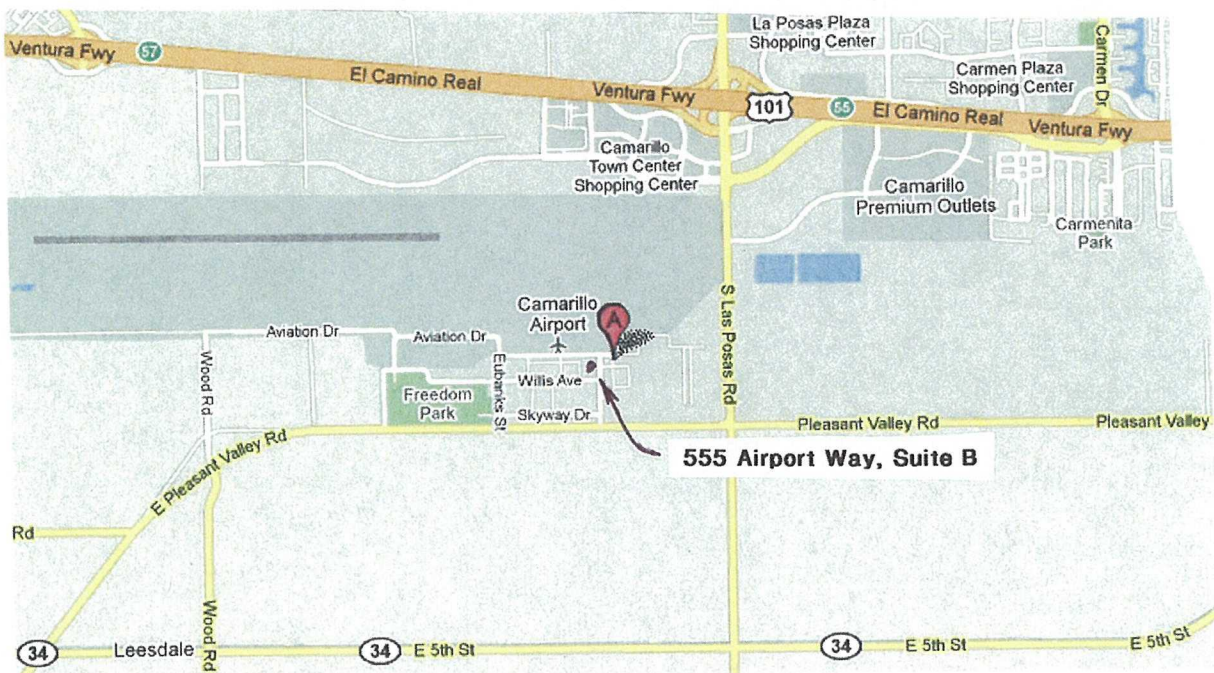 La Posas Plaza
Shopping Center
Carmen Dr
Ventura Fwy
57
El Camino Real
Carmen Plaza
Shopping Center
Ventura Fwy
101
55
El Camino Real
Ventura Fwy
Camarillo
Town Center
Shopping Center
Camarillo
Premium Outlets
Carmenita
Park
S Las Posas Rd
Camarillo
Airport
A
Aviation Dr
Aviation Dr
Wood Rd
Eubanks St
Willis Ave
Freedom
Park
Skyway Dr
Pleasant Valley Rd
Pleasant Valley
E Pleasant Valley Rd
555 Airport Way, Suite B
Rd
Wood Rd
34
Leesdale
34
E 5th St
34
E 5th St
E 5th St